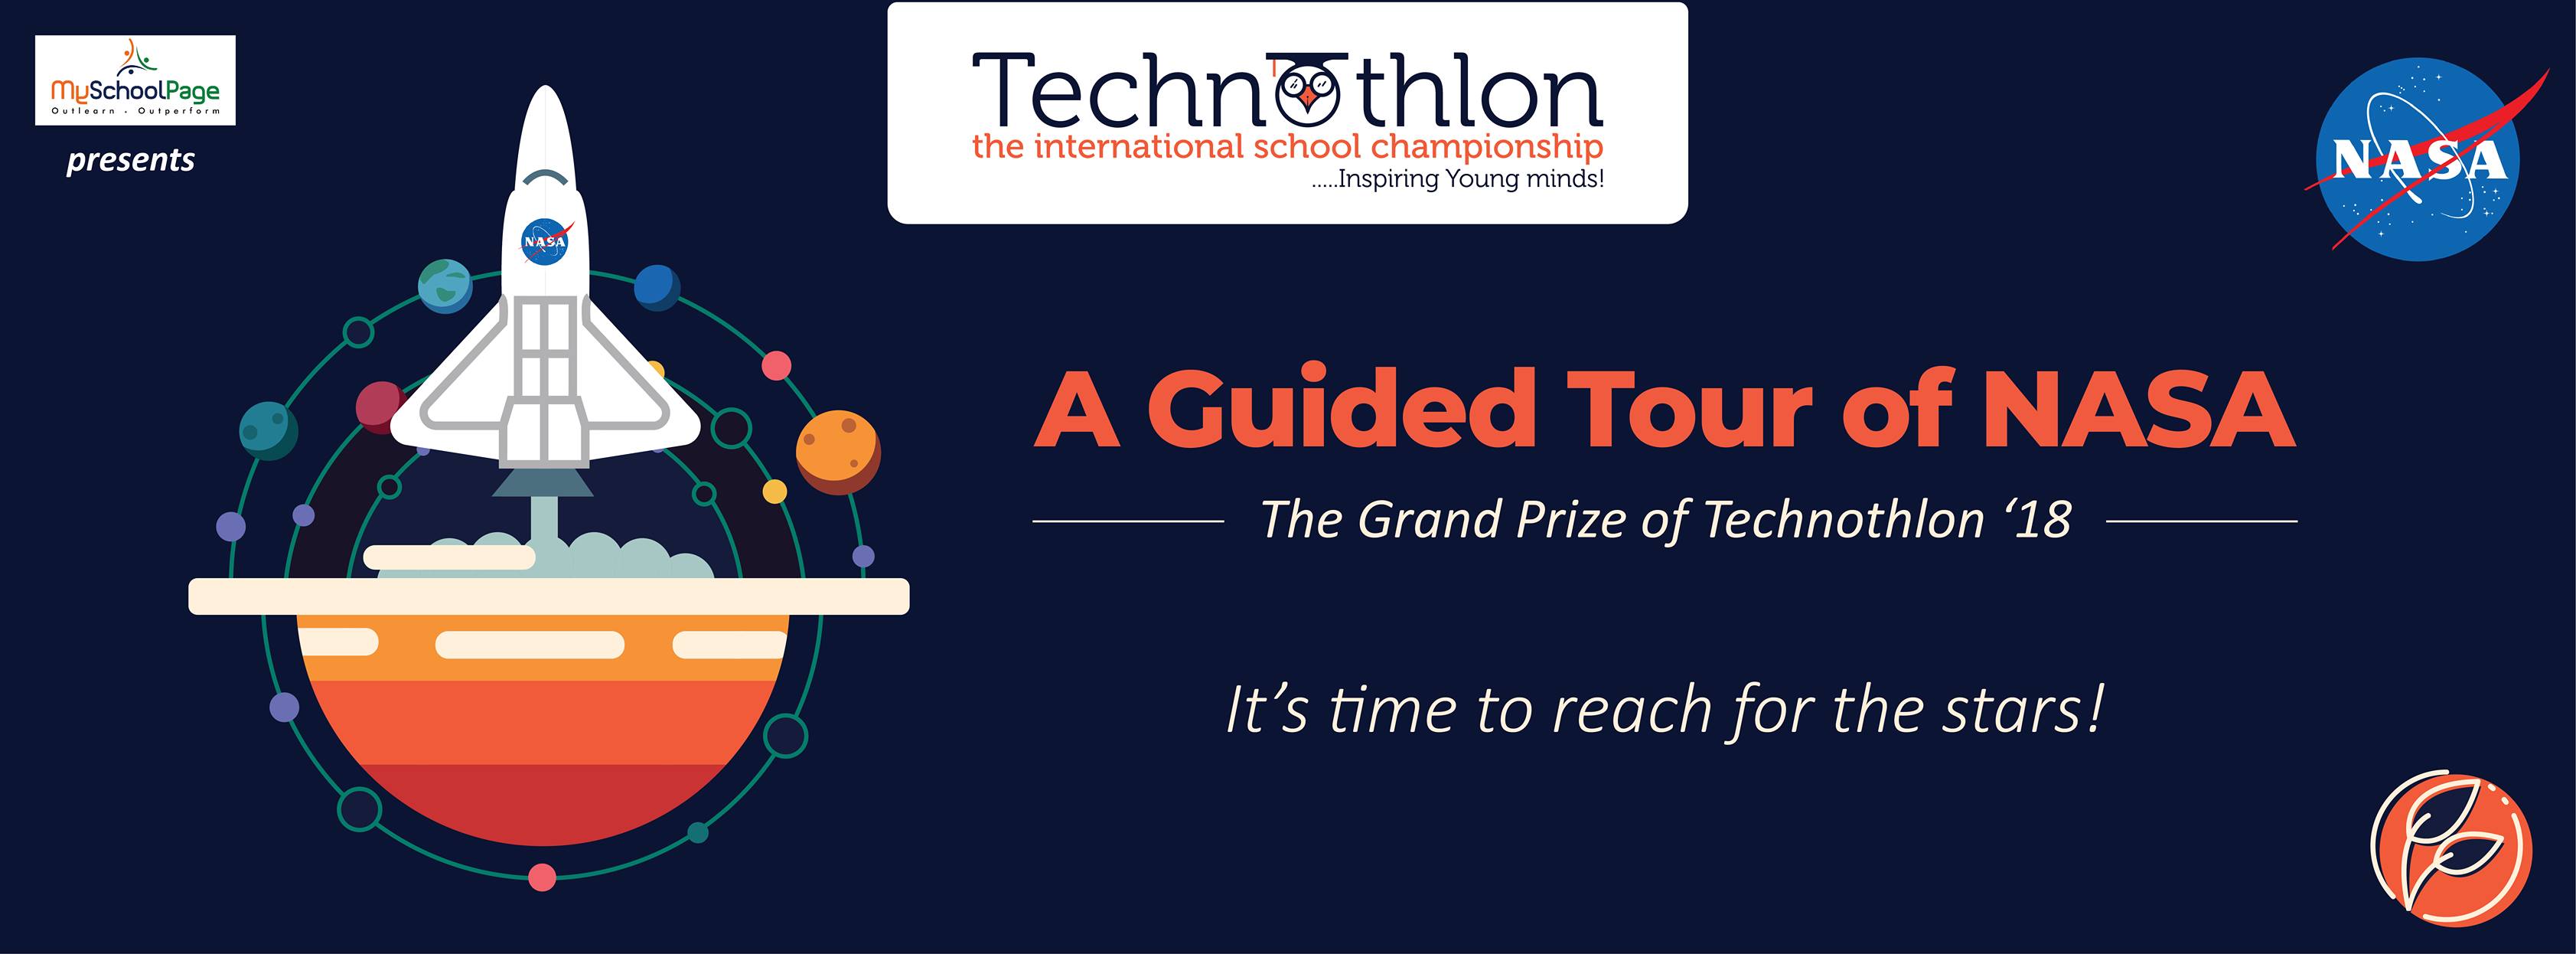 MySchoolPage
Outlearn - Outperform
presents
Technothlon
the international school championship
.....Inspiring Young minds!
NASA
NASA
A Guided Tour of NASA
The Grand Prize of Technothlon ‘18
It’s time to reach for the stars!